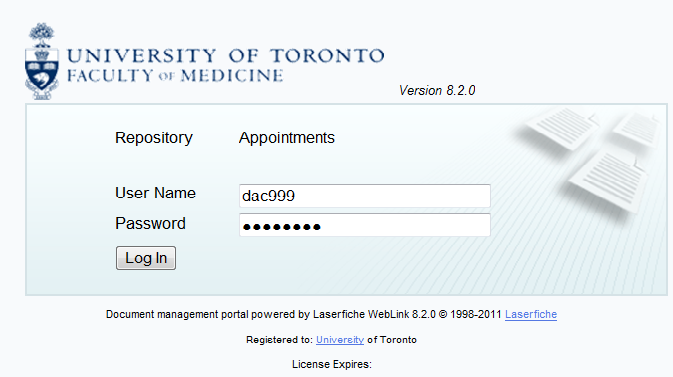 UNIVERSITY OF TORONTO
FACULTY OF MEDICINE
Version 8.2.0
Repository Appointments
User Name dac999
Password ••••••••
Log In
Document management portal powered by Laserfiche WebLink 8.2.0 © 1998-2011 Laserfiche
Registered to: University of Toronto
License Expires: